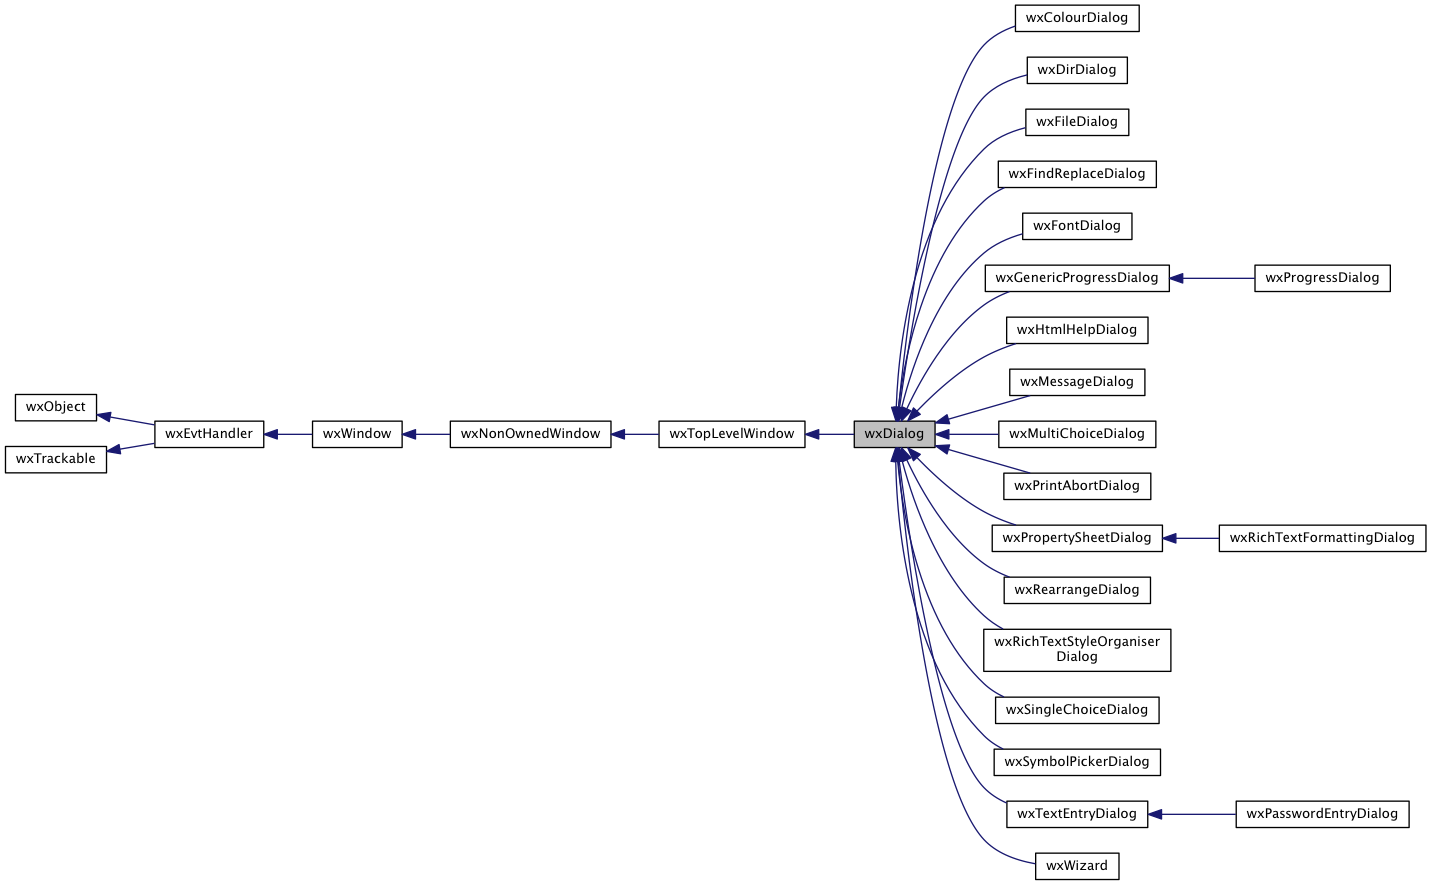 wxColourDialog
wxDirDialog
wxFileDialog
wxFindReplaceDialog
wxFontDialog
wxGenericProgressDialog
wxProgressDialog
wxHtmlHelpDialog
wxMessageDialog
wxObject
wxTrackable
wxEvtHandler
wxWindow
wxNonOwnedWindow
wxTopLevelWindow
wxDialog
wxMultiChoiceDialog
wxPrintAbortDialog
wxPropertySheetDialog
wxRichTextFormattingDialog
wxRearrangeDialog
wxRichTextStyleOrganiser
Dialog
wxSingleChoiceDialog
wxSymbolPickerDialog
wxTextEntryDialog
wxPasswordEntryDialog
wxWizard